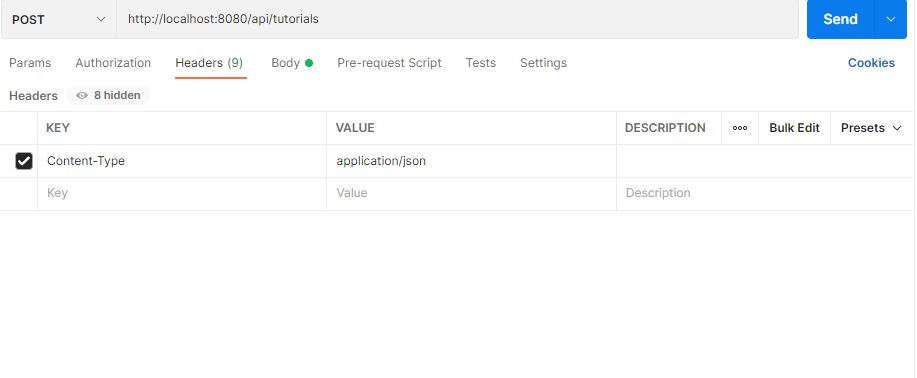 POST http://localhost:8080/api/tutorials Send
Params Authorization Headers (9) Body Pre-request Script Tests Settings Cookies
Headers 8 hidden
KEY VALUE DESCRIPTION Bulk Edit Presets
Content-Type application/json
Key Value Description